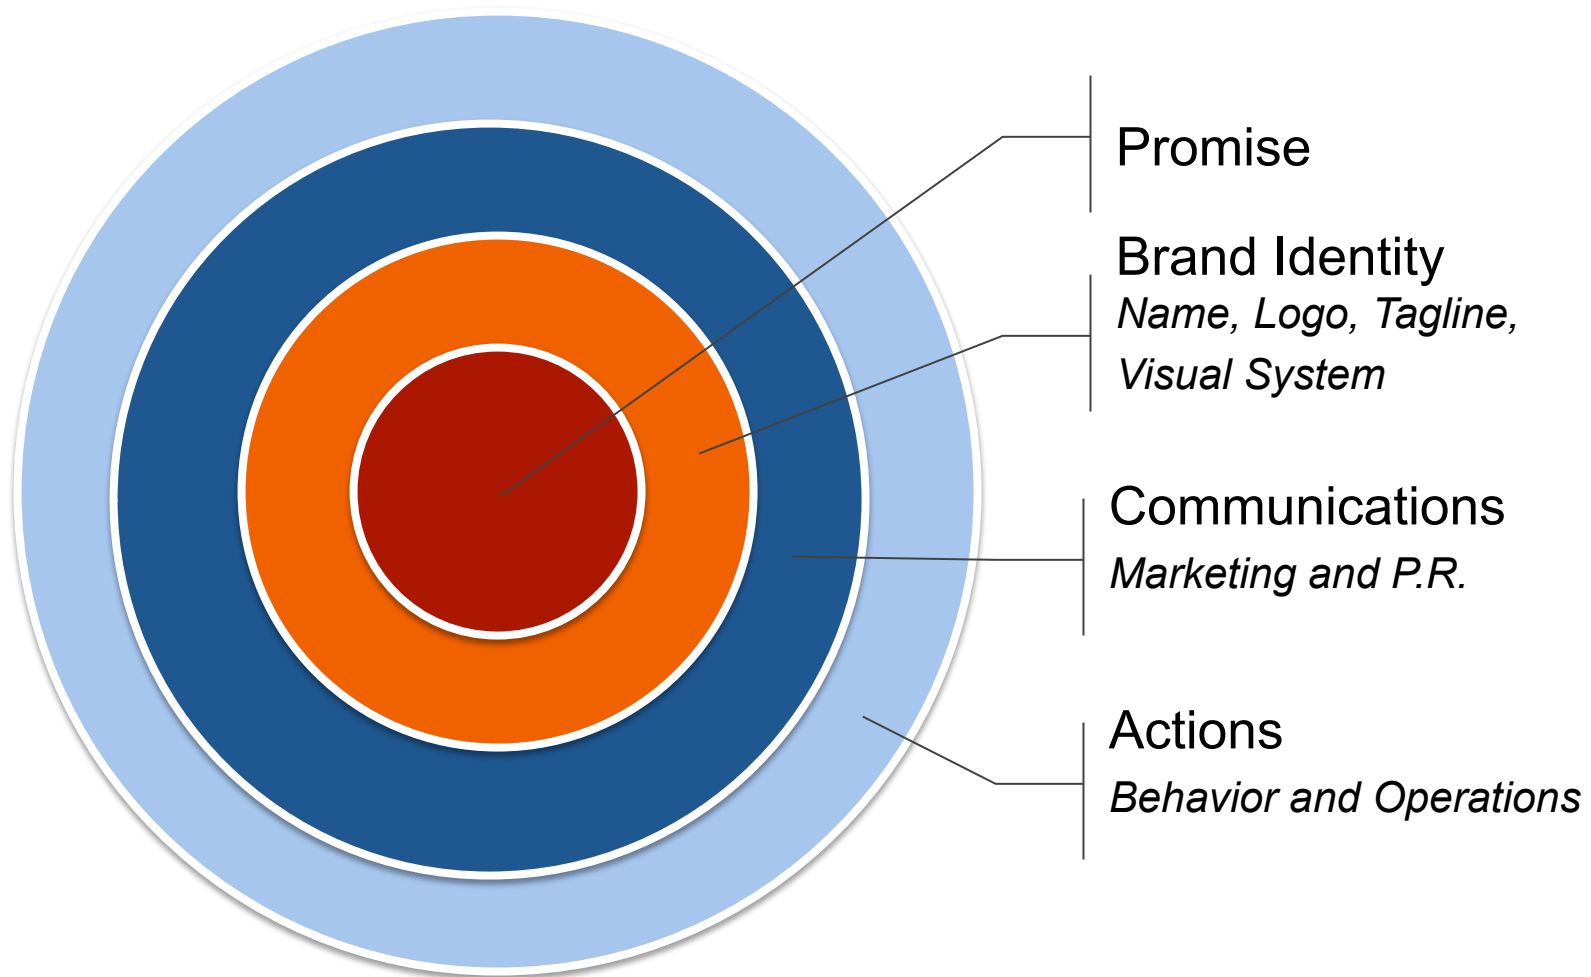 Promise
Brand Identity
Name, Logo, Tagline,
Visual System
Communications
Marketing and P.R.
Actions
Behavior and Operations